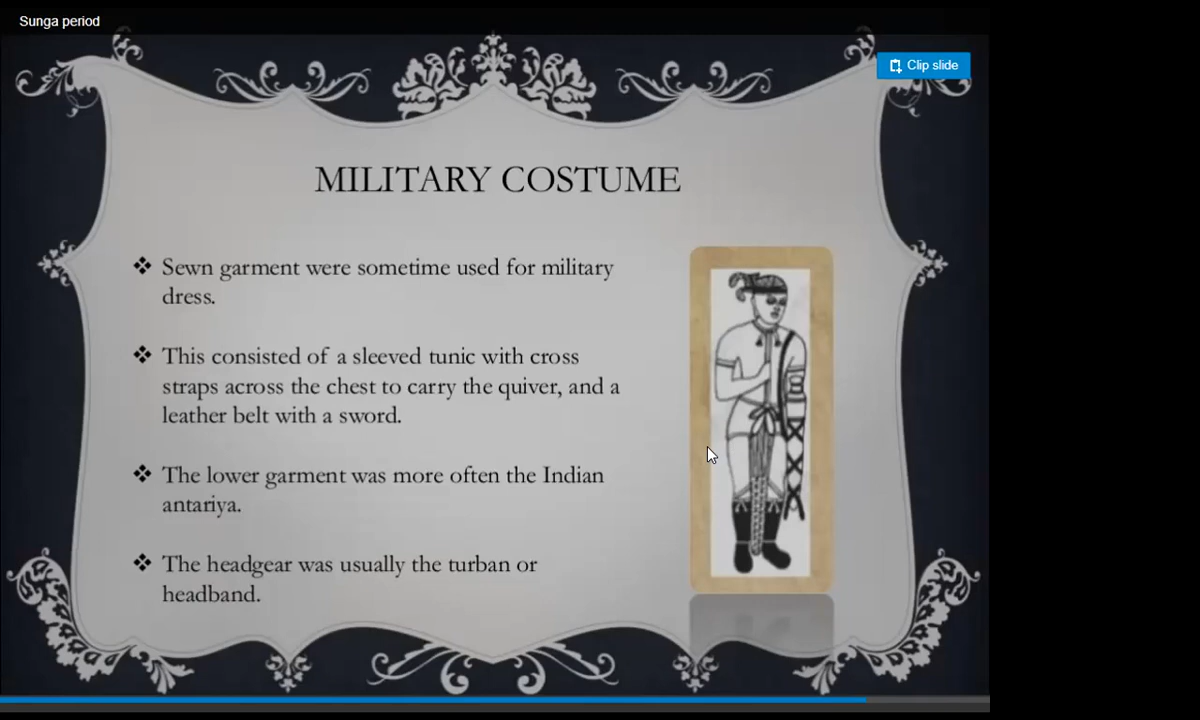 Sunga period
Clip slide
MILITARY COSTUME
Sewn garment were sometime used for military
dress.
This consisted of a sleeved tunic with cross
straps across the chest to carry the quiver, and a
leather belt with a sword.
The lower garment was more often the Indian
antariya.
The headgear was usually the turban or
headband.